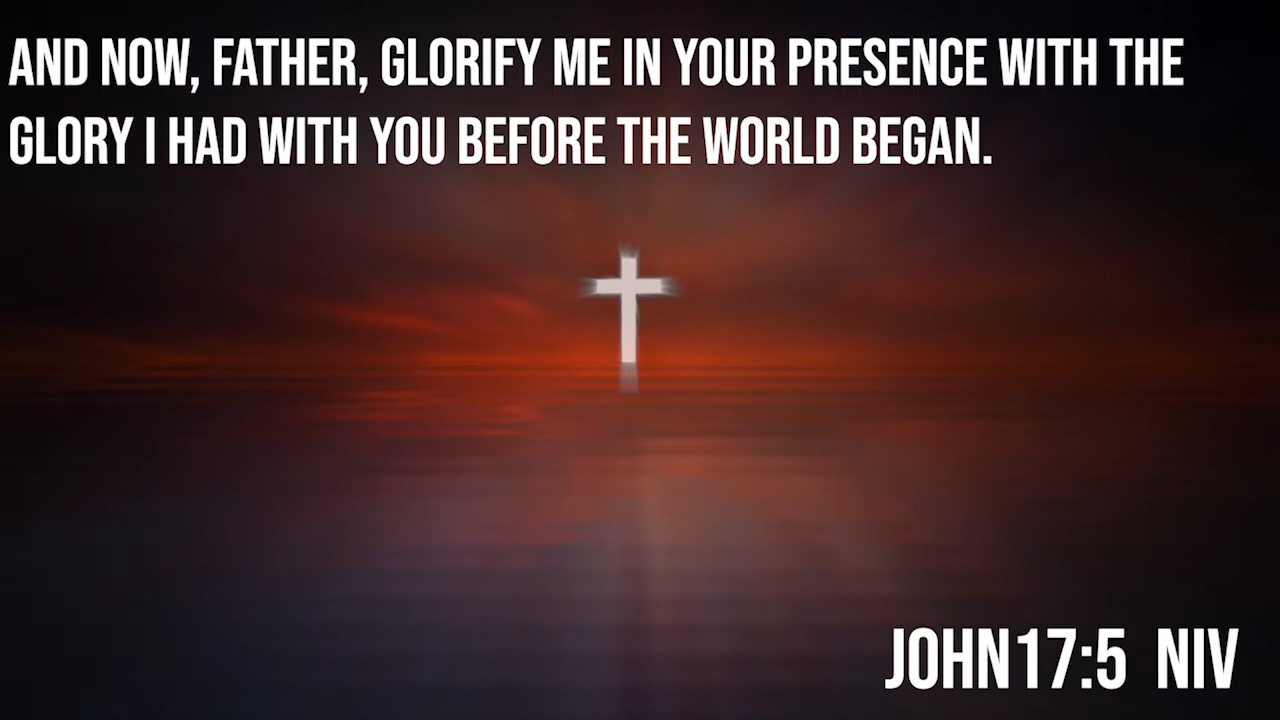 AND NOW, FATHER, GLORIFY ME IN YOUR PRESENCE WITH THE
GLORY I HAD WITH YOU BEFORE THE WORLD BEGAN.
JOHN17:5 NIV